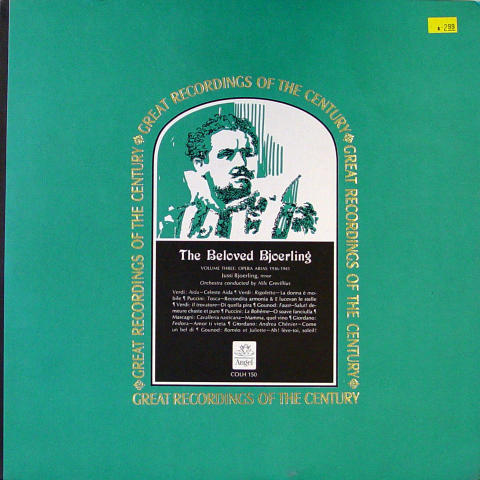 299
GREAT RECORDINGS OF THE CENTURY
GREAT RECORDINGS OF THE CENTURY
GREAT RECORDINGS OF THE CENTURY
The Beloved Bjoerling
VOLUME THREE: OPERA ARIAS 1936-1945
Jussi Bjoerling, tenor
Orchestra conducted by Nils Grevillius
Verdi: Aida—Celeste Aida ¶ Verdi: Rigoletto—La donna è mo-
bile ¶ Puccini: Tosca—Recondita armonia & E lucevan le stelle
¶ Verdi: Il trovatore—Di quella pira ¶ Gounod: Faust—Salut! de-
meure chaste et pure ¶ Puccini: La Bohème—O soave fanciulla ¶
Mascagni: Cavalleria rusticana—Mamma, quel vino ¶ Giordano:
Fedora—Amor ti vieta ¶ Giordano: Andrea Chénier—Come
un bel dì ¶ Gounod: Roméo et Juliette—Ah! lève-toi, soleil!
Angel
COLH 150
GREAT RECORDINGS OF THE CENTURY